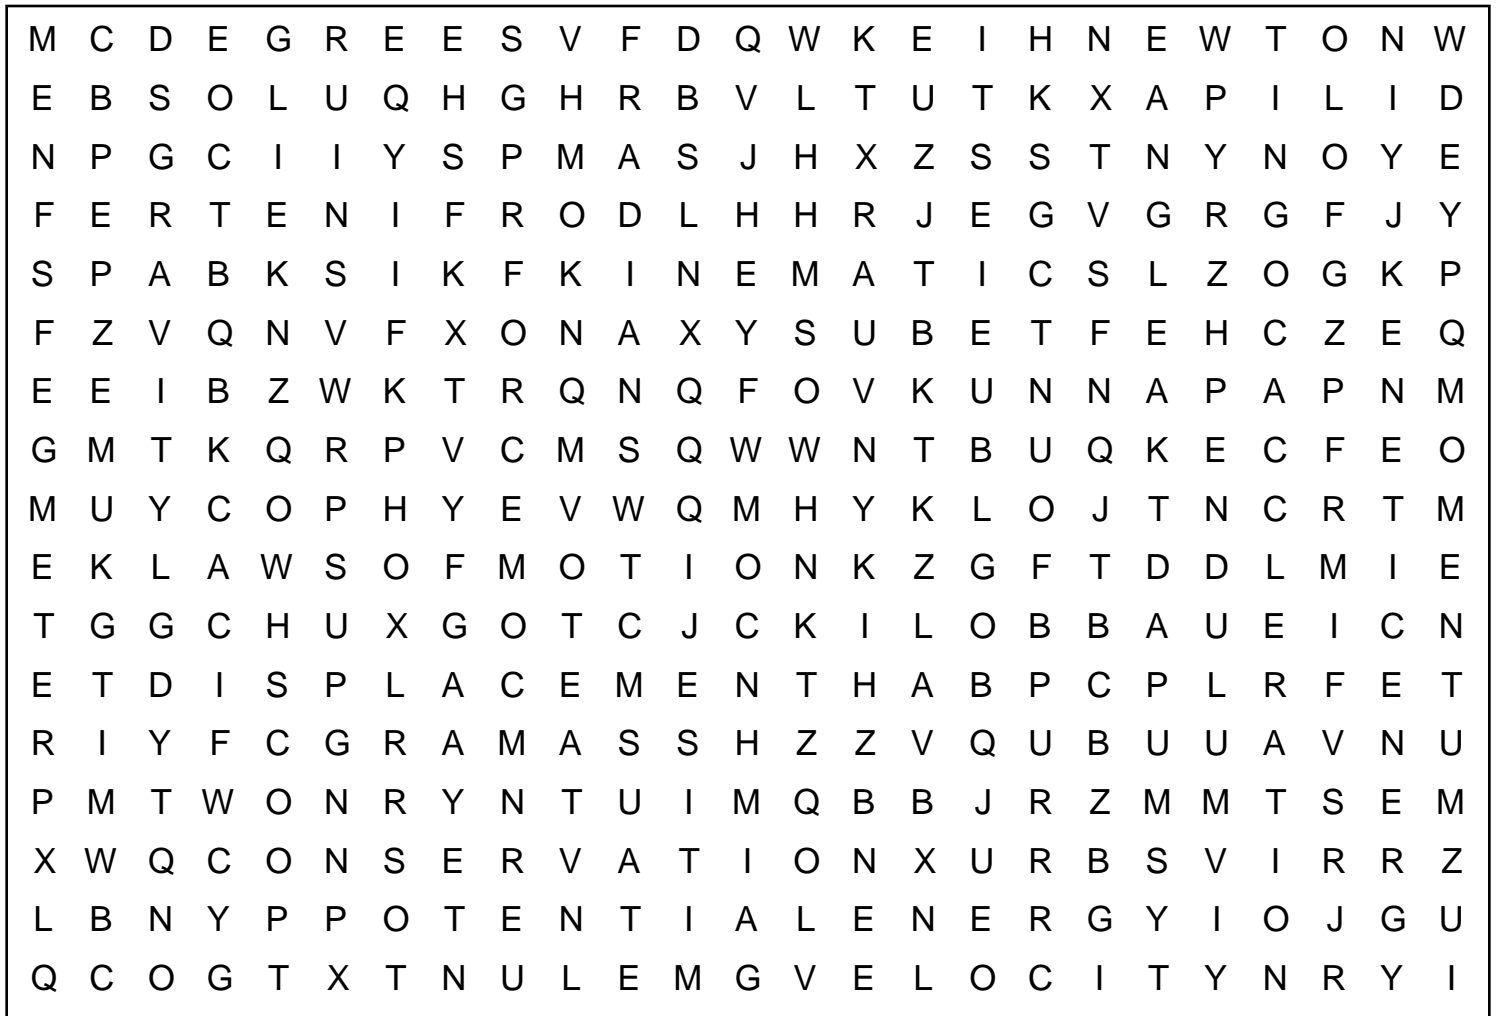 M C D E G R E E S V F D Q W K E I H N E W T O N W
E B S O L U Q H G H R B V L T U T K X A P I L I D
N P G C I I Y S P M A S J H X Z S S T N Y N O Y E
F E R T E N I F R O D L H H R J E G V G R G F J Y
S P A B K S I K F K I N E M A T I C S L Z O G K P
F Z V Q N V F X O N A X Y S U B E T F E H C Z E Q
E E I B Z W K T R Q N Q F O V K U N N A P A P N M
G M T K Q R P V C M S Q W W N T B U Q K E C F E O
M U Y C O P H Y E V W Q M H Y K L O J T N C R T M
E K L A W S O F M O T I O N K Z G F T D D L M I E
T G G C H U X G O T C J C K I L O B B A U E I C N
E T D I S P L A C E M E N T H A B P C P L R F E T
R I Y F C G R A M A S S H Z Z V Q U B U U A V N U
P M T W O N R Y N T U I M Q B B J R Z M M T S E M
X W Q C O N S E R V A T I O N X U R B S V I R R Z
L B N Y P P O T E N T I A L E N E R G Y I O J G U
Q C O G T X T N U L E M G V E L O C I T Y N R Y I